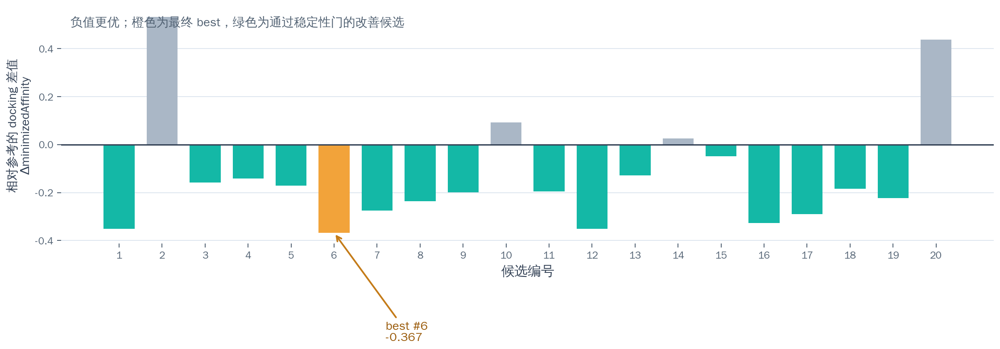 负值更优；橙色为最终 best，绿色为通过稳定性门的改善候选
相对参考的 docking 差值
ΔminimizedAffinity
0.4
0.2
0.0
-0.2
-0.4
1 2 3 4 5 6 7 8 9 10 11 12 13 14 15 16 17 18 19 20
候选编号
best #6
-0.367